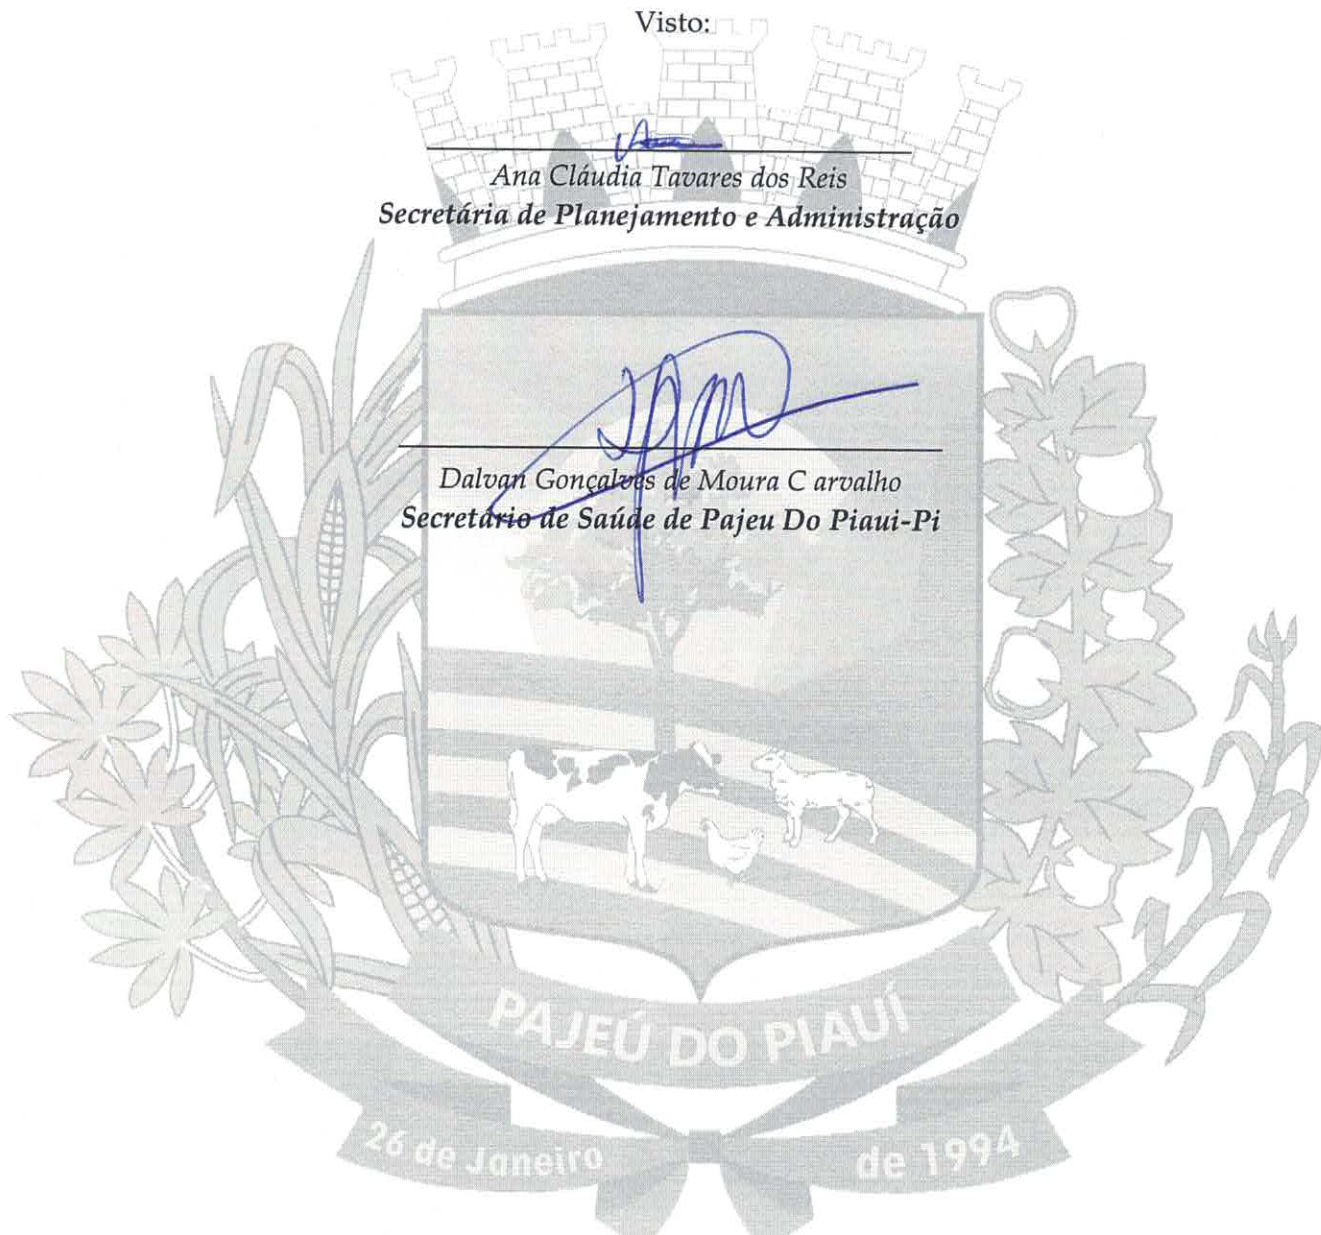 Visto:
Ana Cláudia Tavares dos Reis
Secretária de Planejamento e Administração
Dalvan Gonçalves de Moura C arvalho
Secretário de Saúde de Pajeu Do Piaui-Pi
PAJEÚ DO PIAUÍ
26 de Janeiro de 1994